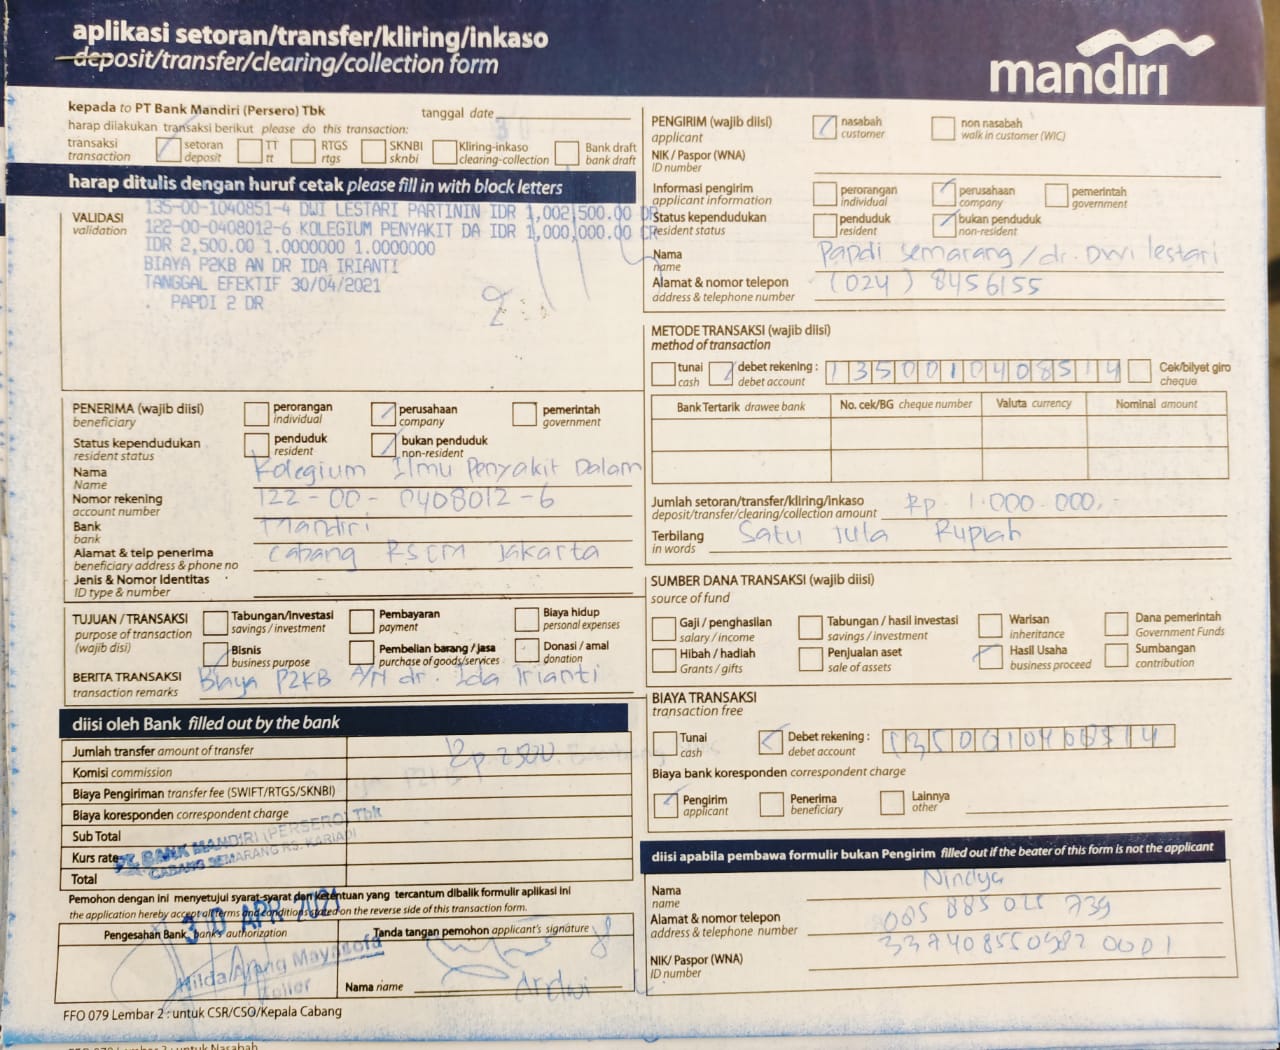 aplikasi setoran/transfer/kliring/inkaso
deposit/transfer/clearing/collection form
mandiri
kepada to PT Bank Mandiri (Persero) Tbk
tanggal date
30
harap dilakukan transaksi berikut please do this transaction:
transaksi transaction
setoran deposit
TT tt
RTGS rtgs
SKNBI sknbi
Kliring-inkaso clearing-collection
Bank draft bank draft
harap ditulis dengan huruf cetak please fill in with block letters
VALIDASI validation
135-00-1040851-4 DWI LESTARI PARTININ IDR 1,002,500.00 DR
122-00-0408012-6 KOLEGIUM PENYAKIT DA IDR 1,000,000.00 CR
IDR 2,500.00 1.0000000 1.0000000
BIAYA P2KB AN DR IDA IRIANTI
TANGGAL EFEKTIF 30/04/2021
. PAPDI 2 DR
PENERIMA (wajib diisi) beneficiary
perorangan individual
perusahaan company
pemerintah government
Status kependudukan resident status
penduduk resident
bukan penduduk non-resident
Nama Name
Kolegium Ilmu Penyakit Dalam
Nomor rekening account number
122-00-0408012-6
Bank bank
Mandiri
Alamat & telp penerima beneficiary address & phone no
Cabang RSCM Jakarta
Jenis & Nomor Identitas ID type & number
TUJUAN / TRANSAKSI purpose of transaction (wajib diisi)
Tabungan/Investasi savings / investment
Pembayaran payment
Biaya hidup personal expenses
Bisnis business purpose
Pembelian barang / jasa purchase of goods/services
Donasi / amal donation
BERITA TRANSAKSI transaction remarks
Biaya P2KB A/N dr. Ida Irianti
diisi oleh Bank filled out by the bank
Jumlah transfer amount of transfer
Rp 2500
Komisi commission
Biaya Pengiriman transfer fee (SWIFT/RTGS/SKNBI)
Biaya koresponden correspondent charge
Sub Total
Kurs rate
Total
PT. BANK MANDIRI (PERSERO) Tbk
CABANG SEMARANG RS. KARIADI
Pemohon dengan ini menyetujui syarat-syarat dan ketentuan yang tercantum dibalik formulir aplikasi ini
the application hereby accept all terms and conditions stated on the reverse side of this transaction form.
30 APR 2021
Pengesahan Bank, bank's authorization
Tanda tangan pemohon applicant's signature
Teller
Nama name
FFO 079 Lembar 2 : untuk CSR/CSO/Kepala Cabang
PENGIRIM (wajib diisi) applicant
nasabah customer
non nasabah walk in customer (WIC)
NIK / Paspor (WNA) ID number
Informasi pengirim applicant information
perorangan individual
perusahaan company
pemerintah government
Status kependudukan resident status
penduduk resident
bukan penduduk non-resident
Nama name
Papdi Semarang / dr. Dwi lestari
Alamat & nomor telepon address & telephone number
(024) 8456155
METODE TRANSAKSI (wajib diisi)
method of transaction
tunai cash
debet rekening : debet account
1350010408514
Cek/bilyet giro cheque
Bank Tertarik drawee bank
No. cek/BG cheque number
Valuta currency
Nominal amount
Jumlah setoran/transfer/kliring/inkaso deposit/transfer/clearing/collection amount
Rp. 1.000.000,-
Terbilang in words
Satu Juta Rupiah
SUMBER DANA TRANSAKSI (wajib diisi)
source of fund
Gaji / penghasilan salary / income
Tabungan / hasil investasi savings / investment
Warisan inheritance
Dana pemerintah Government Funds
Hibah / hadiah Grants / gifts
Penjualan aset sale of assets
Hasil Usaha business proceed
Sumbangan contribution
BIAYA TRANSAKSI
transaction free
Tunai cash
Debet rekening : debet account
1350010408514
Biaya bank koresponden correspondent charge
Pengirim applicant
Penerima beneficiary
Lainnya other
diisi apabila pembawa formulir bukan Pengirim filled out if the beater of this form is not the applicant
Nama name
Nindya
Alamat & nomor telepon address & telephone number
NIK/ Paspor (WNA) ID number